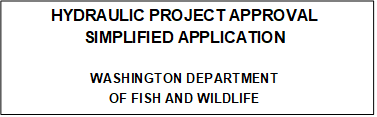 HYDRAULIC PROJECT APPROVAL
SIMPLIFIED APPLICATION
WASHINGTON DEPARTMENT
OF FISH AND WILDLIFE